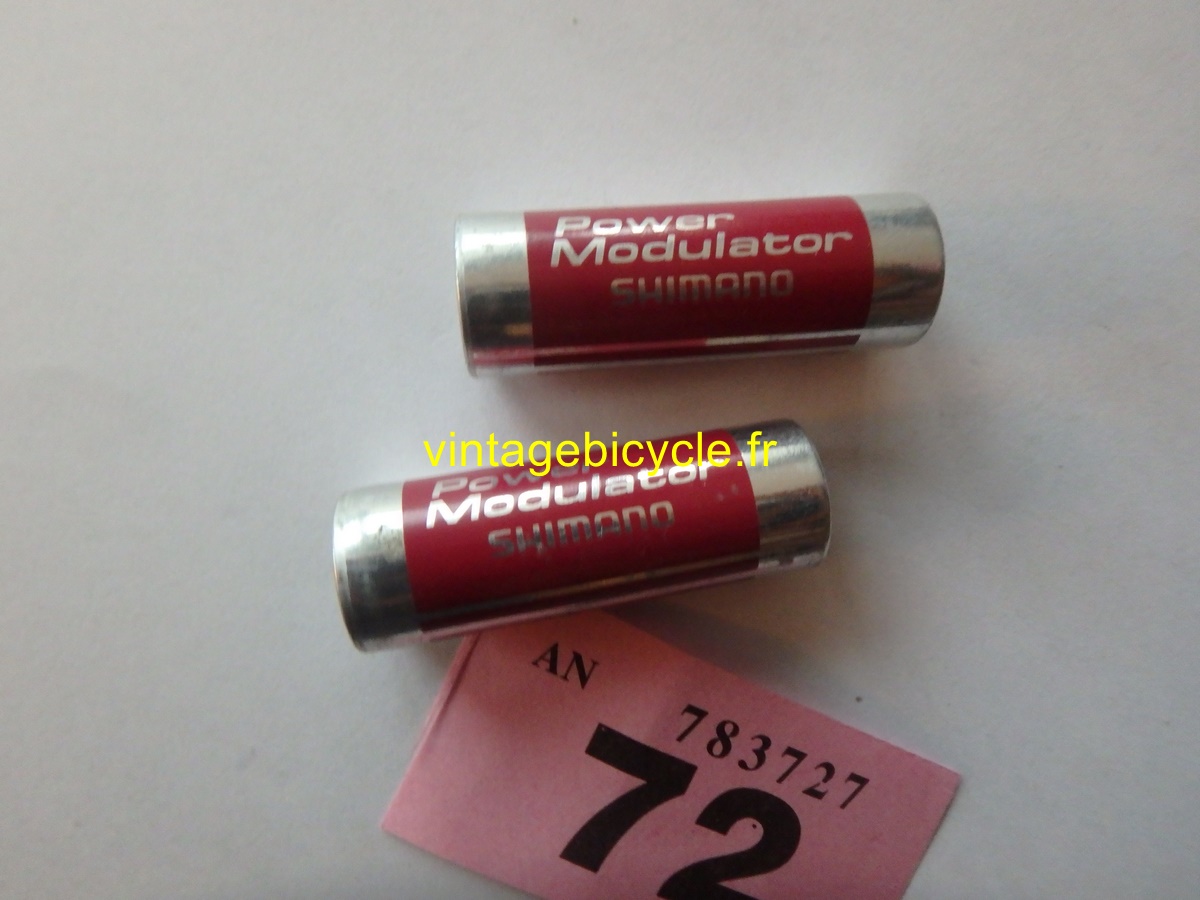 Power
Modulator
SHIMANO
vintagebicycle.fr
Power
Modulator
SHIMANO
AN
783727
72